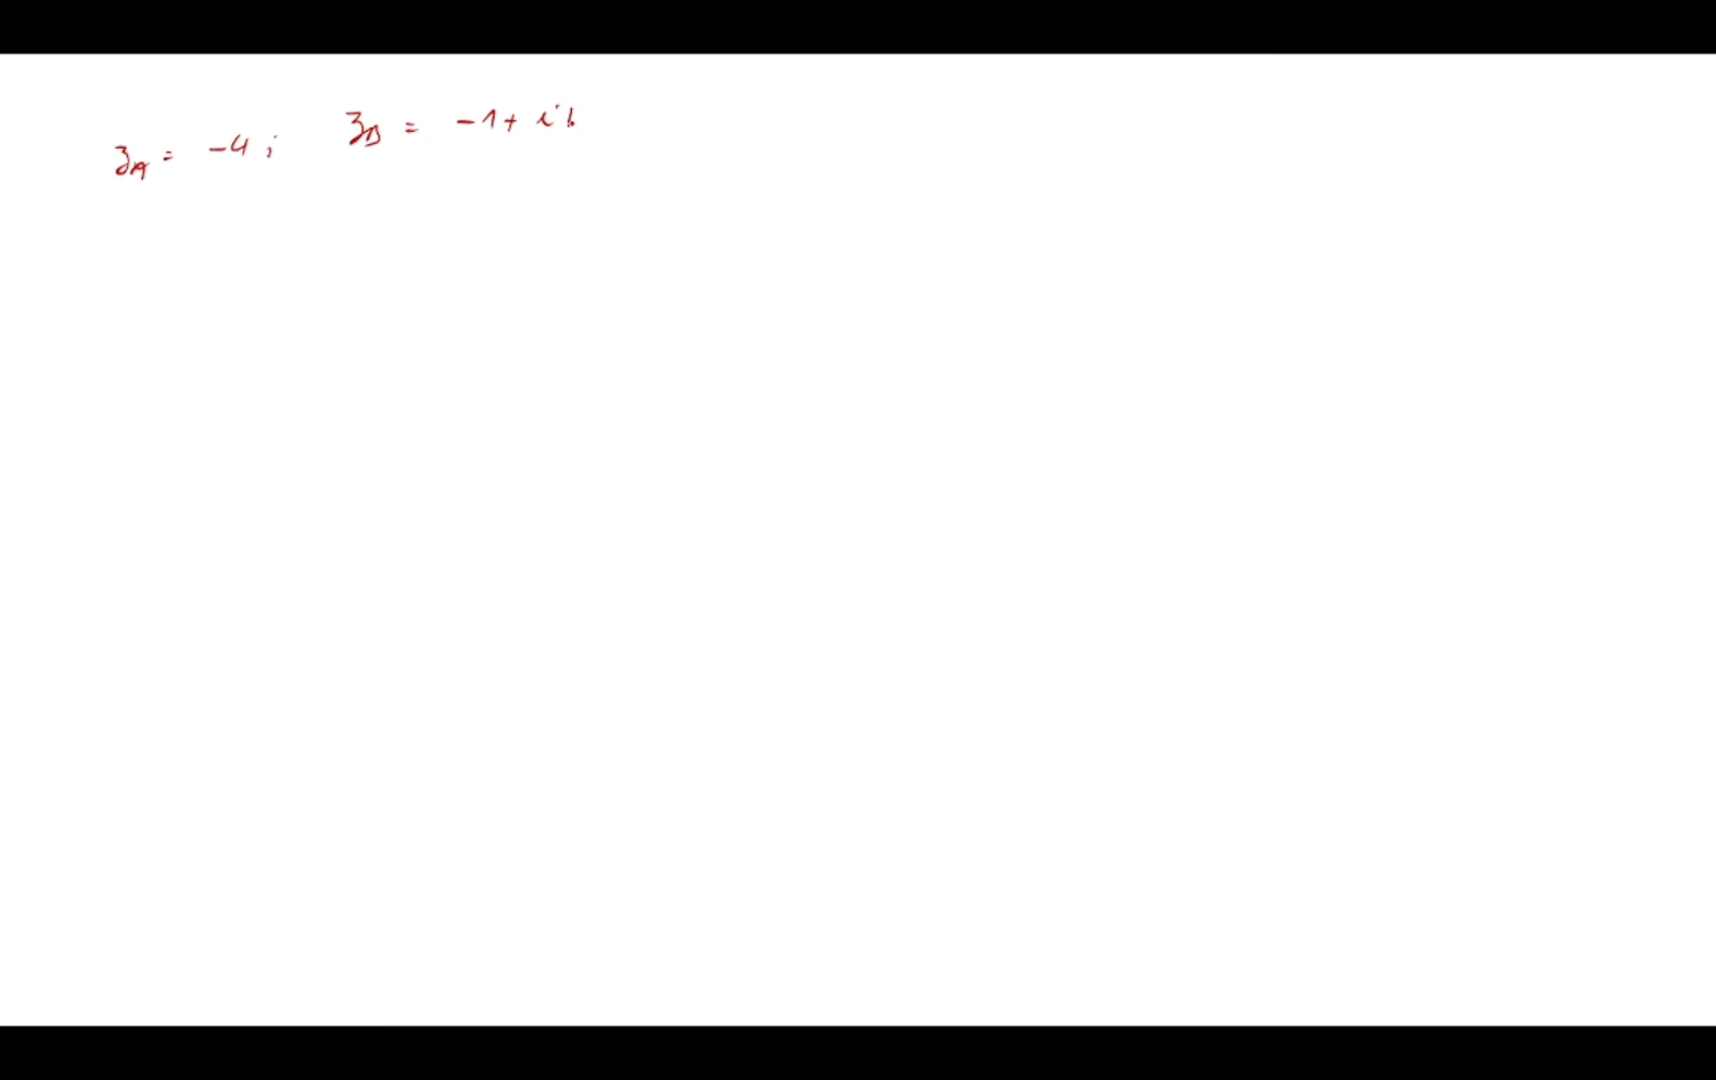 z_A = -4 ; z_B = -1 + i